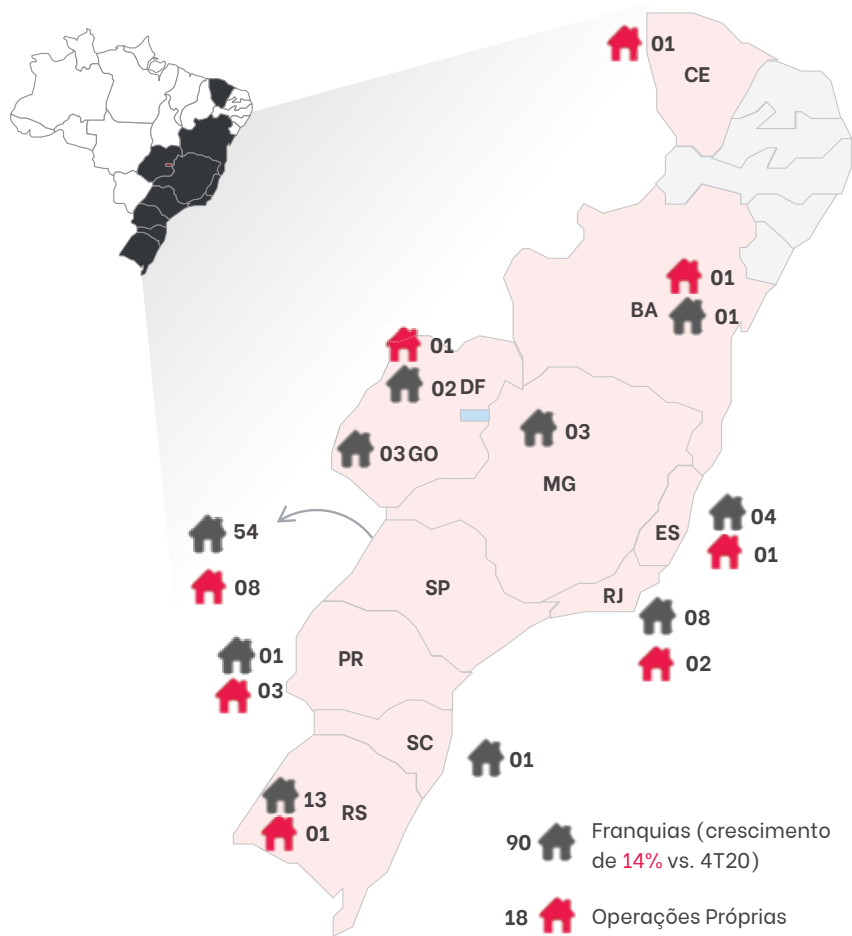 01
CE
01
BA
01
01
02 DF
03 GO
03
MG
54
04
ES
01
08
SP
RJ
08
01
PR
02
03
SC
01
13
RS
01
90 Franquias (crescimento
de 14% vs. 4T20)
18 Operações Próprias